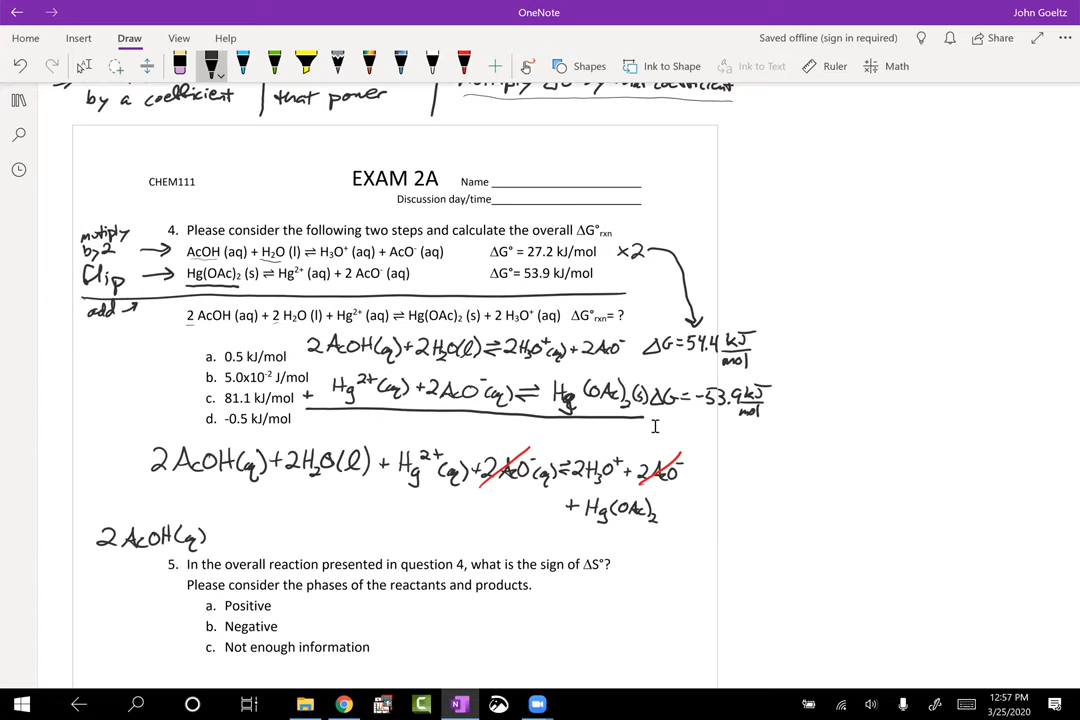 OneNote
John Goeltz
Home Insert Draw View Help
Saved offline (sign in required)
Share
Shapes
Ink to Shape
Ink to Text
Ruler
Math
by a coefficient
that power
CHEM111
EXAM 2A
Name
Discussion day/time
4. Please consider the following two steps and calculate the overall ΔG°rxn
multiply
by 2
AcOH (aq) + H₂O (l) ⇌ H₃O⁺ (aq) + AcO⁻ (aq) ΔG° = 27.2 kJ/mol ×2
flip
Hg(OAc)₂ (s) ⇌ Hg²⁺ (aq) + 2 AcO⁻ (aq) ΔG°= 53.9 kJ/mol
add →
2 AcOH (aq) + 2 H₂O (l) + Hg²⁺ (aq) ⇌ Hg(OAc)₂ (s) + 2 H₃O⁺ (aq) ΔG°rxn= ?
2AcOH(aq)+2H₂O(l)⇌2H₃O⁺(aq)+2AcO⁻ ΔG=54.4 kJ/mol
a. 0.5 kJ/mol
b. 5.0x10⁻² J/mol
c. 81.1 kJ/mol
d. -0.5 kJ/mol
+ Hg²⁺(aq)+2AcO⁻(aq)⇌ Hg(OAc)₂(s) ΔG=-53.9 kJ/mol
2AcOH(aq)+2H₂O(l)+Hg²⁺(aq)+2AcO⁻(aq)⇌2H₃O⁺+2AcO⁻
+ Hg(OAc)₂
2AcOH(aq)
5. In the overall reaction presented in question 4, what is the sign of ΔS°?
Please consider the phases of the reactants and products.
a. Positive
b. Negative
c. Not enough information
12:57 PM
3/25/2020